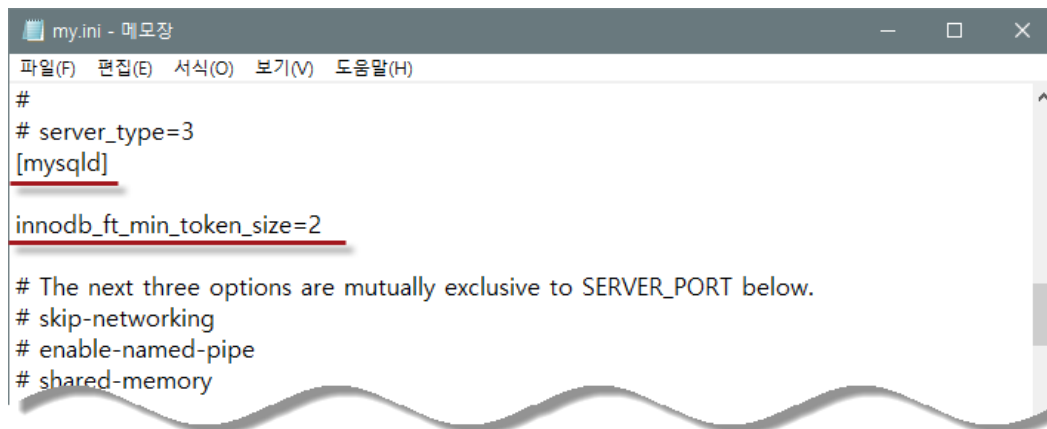 my.ini - 메모장
파일(F) 편집(E) 서식(O) 보기(V) 도움말(H)
#
# server_type=3
[mysqld]
innodb_ft_min_token_size=2
# The next three options are mutually exclusive to SERVER_PORT below.
# skip-networking
# enable-named-pipe
# shared-memory